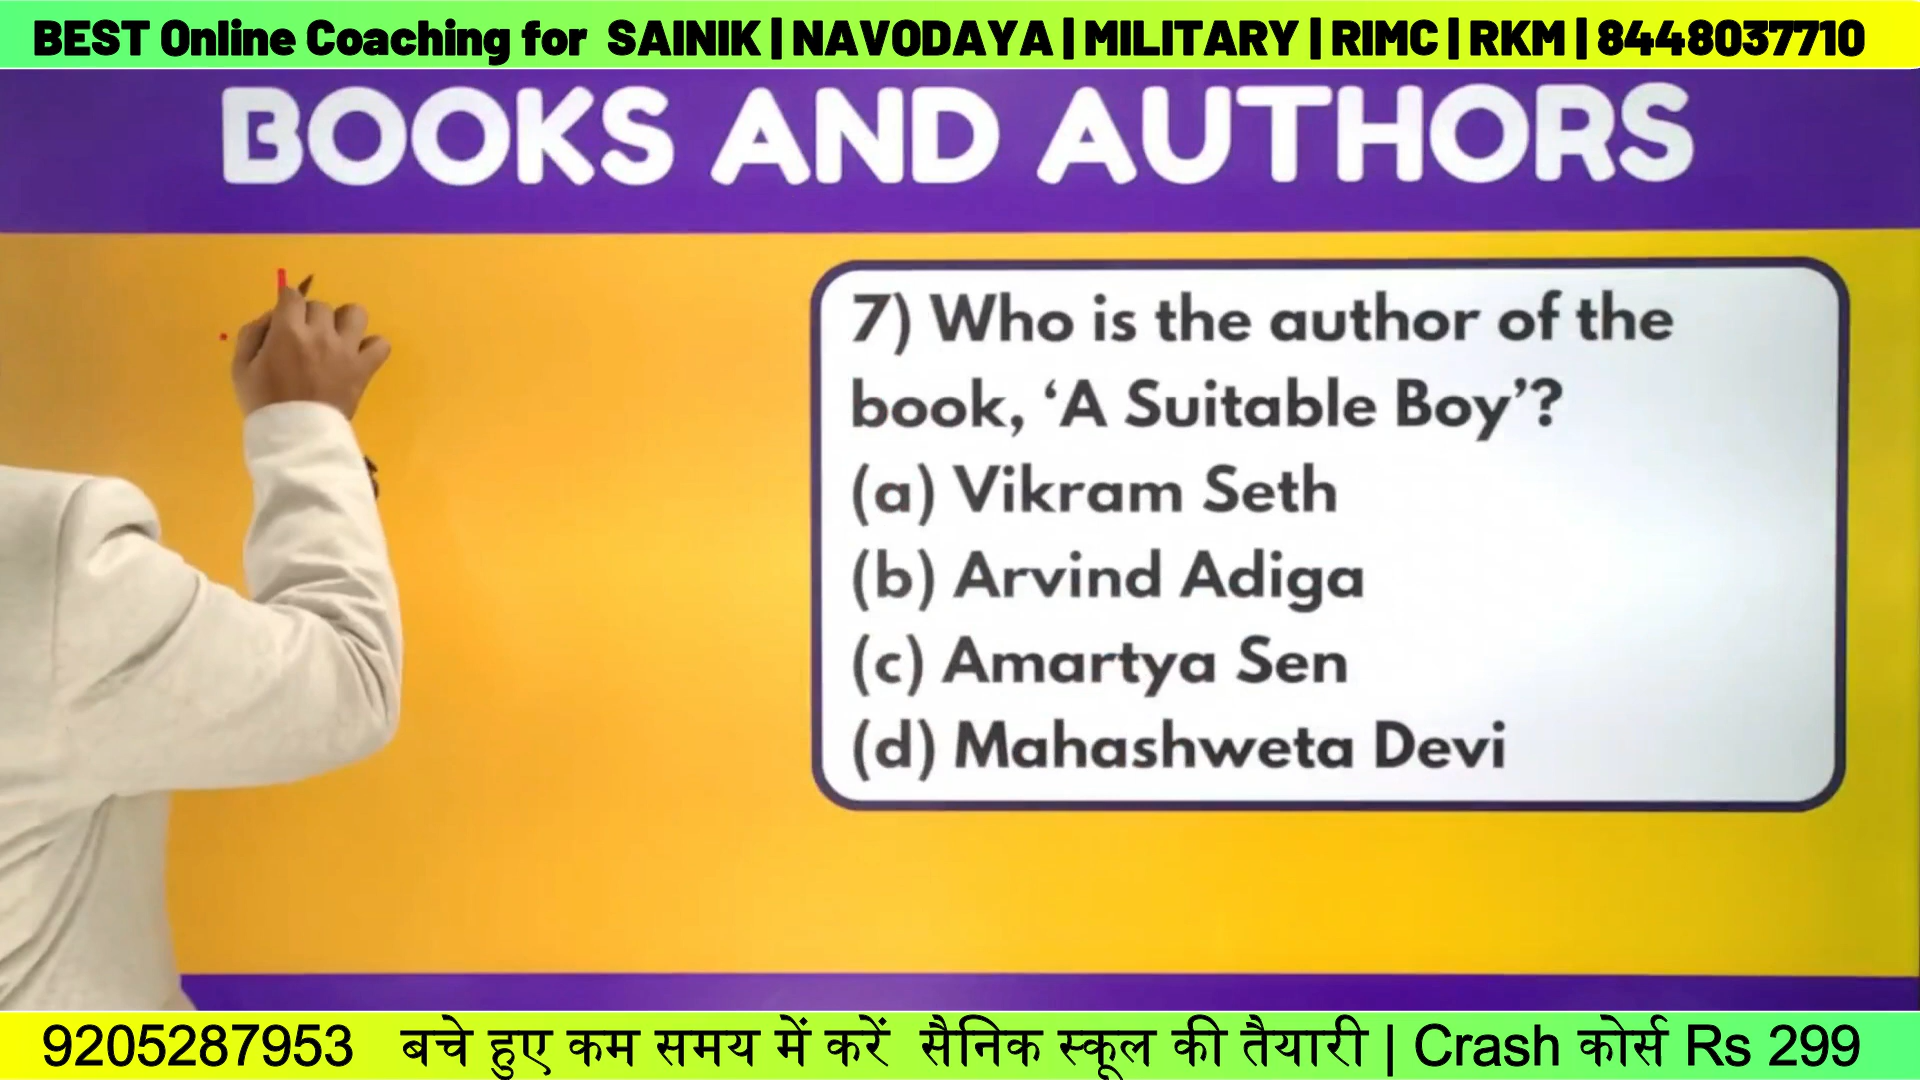 BEST Online Coaching for SAINIK | NAVODAYA | MILITARY | RIMC | RKM | 8448037710
BOOKS AND AUTHORS
7) Who is the author of the
book, ‘A Suitable Boy’?
(a) Vikram Seth
(b) Arvind Adiga
(c) Amartya Sen
(d) Mahashweta Devi
9205287953 बचे हुए कम समय में करें सैनिक स्कूल की तैयारी | Crash कोर्स Rs 299